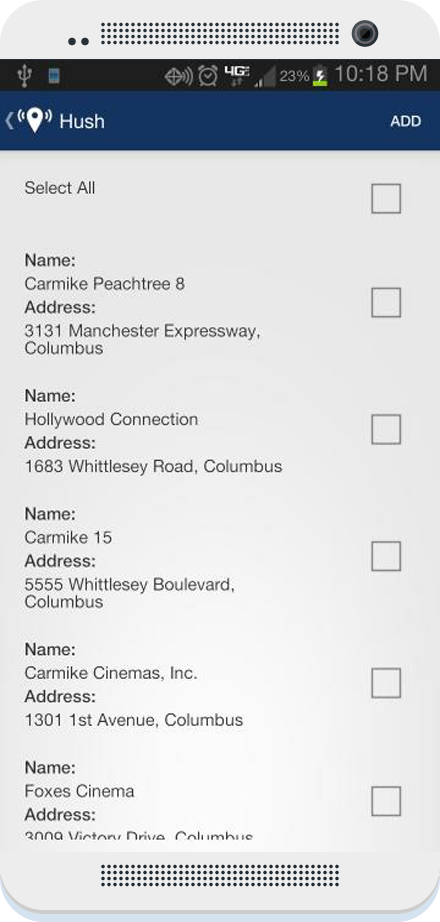 4G 23% 10:18 PM
Hush ADD
Select All
Name:
Carmike Peachtree 8
Address:
3131 Manchester Expressway,
Columbus
Name:
Hollywood Connection
Address:
1683 Whittlesey Road, Columbus
Name:
Carmike 15
Address:
5555 Whittlesey Boulevard,
Columbus
Name:
Carmike Cinemas, Inc.
Address:
1301 1st Avenue, Columbus
Name:
Foxes Cinema
Address:
3009 Victory Drive, Columbus